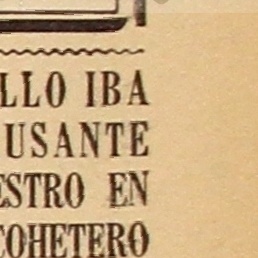 LLO IBA
USANTE
ESTRO EN
COHETERO